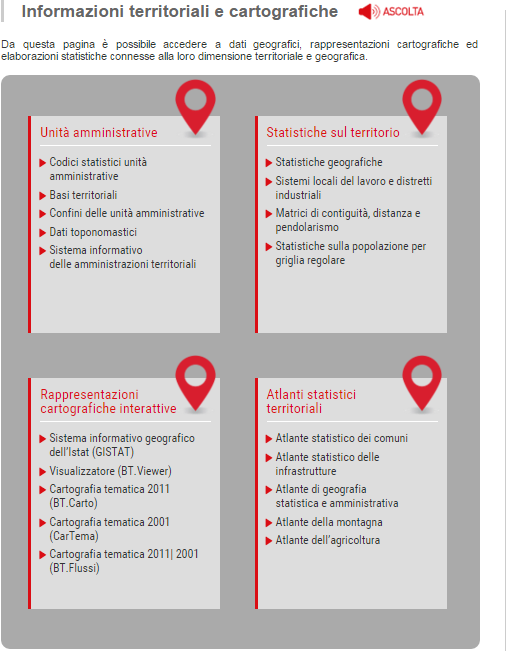 Informazioni territoriali e cartografiche
ASCOLTA
Da questa pagina è possibile accedere a dati geografici, rappresentazioni cartografiche ed
elaborazioni statistiche connesse alla loro dimensione territoriale e geografica.
Unità amministrative
Codici statistici unità
amministrative
Basi territoriali
Confini delle unità amministrative
Dati toponomastici
Sistema informativo
delle amministrazioni territoriali
Statistiche sul territorio
Statistiche geografiche
Sistemi locali del lavoro e distretti
industriali
Matrici di contiguità, distanza e
pendolarismo
Statistiche sulla popolazione per
griglia regolare
Rappresentazioni
cartografiche interattive
Sistema informativo geografico
dell'Istat (GISTAT)
Visualizzatore (BT.Viewer)
Cartografia tematica 2011
(BT.Carto)
Cartografia tematica 2001
(CarTema)
Cartografia tematica 2011| 2001
(BT.Flussi)
Atlanti statistici
territoriali
Atlante statistico dei comuni
Atlante statistico delle
infrastrutture
Atlante di geografia
statistica e amministrativa
Atlante della montagna
Atlante dell'agricoltura